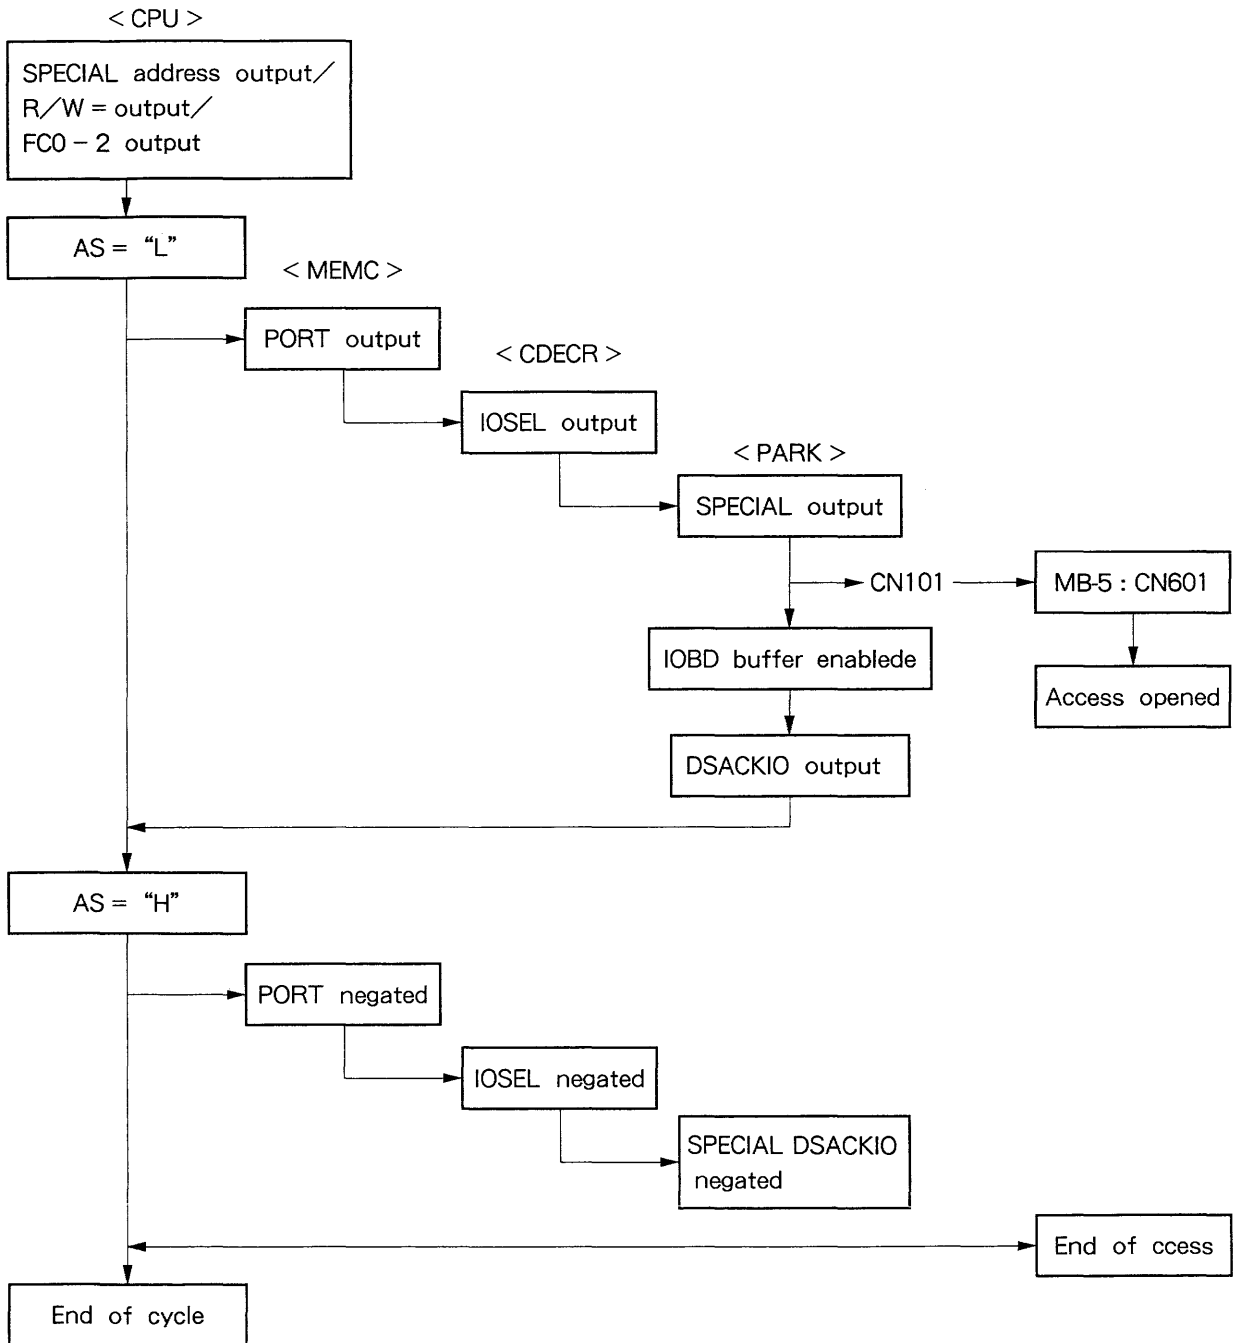 < CPU >
SPECIAL address output/
R/W = output/
FC0 - 2 output
AS = “L”
< MEMC >
PORT output
< CDECR >
IOSEL output
< PARK >
SPECIAL output
CN101
MB-5 : CN601
IOBD buffer enablede
Access opened
DSACKIO output
AS = “H”
PORT negated
IOSEL negated
SPECIAL DSACKIO
negated
End of ccess
End of cycle